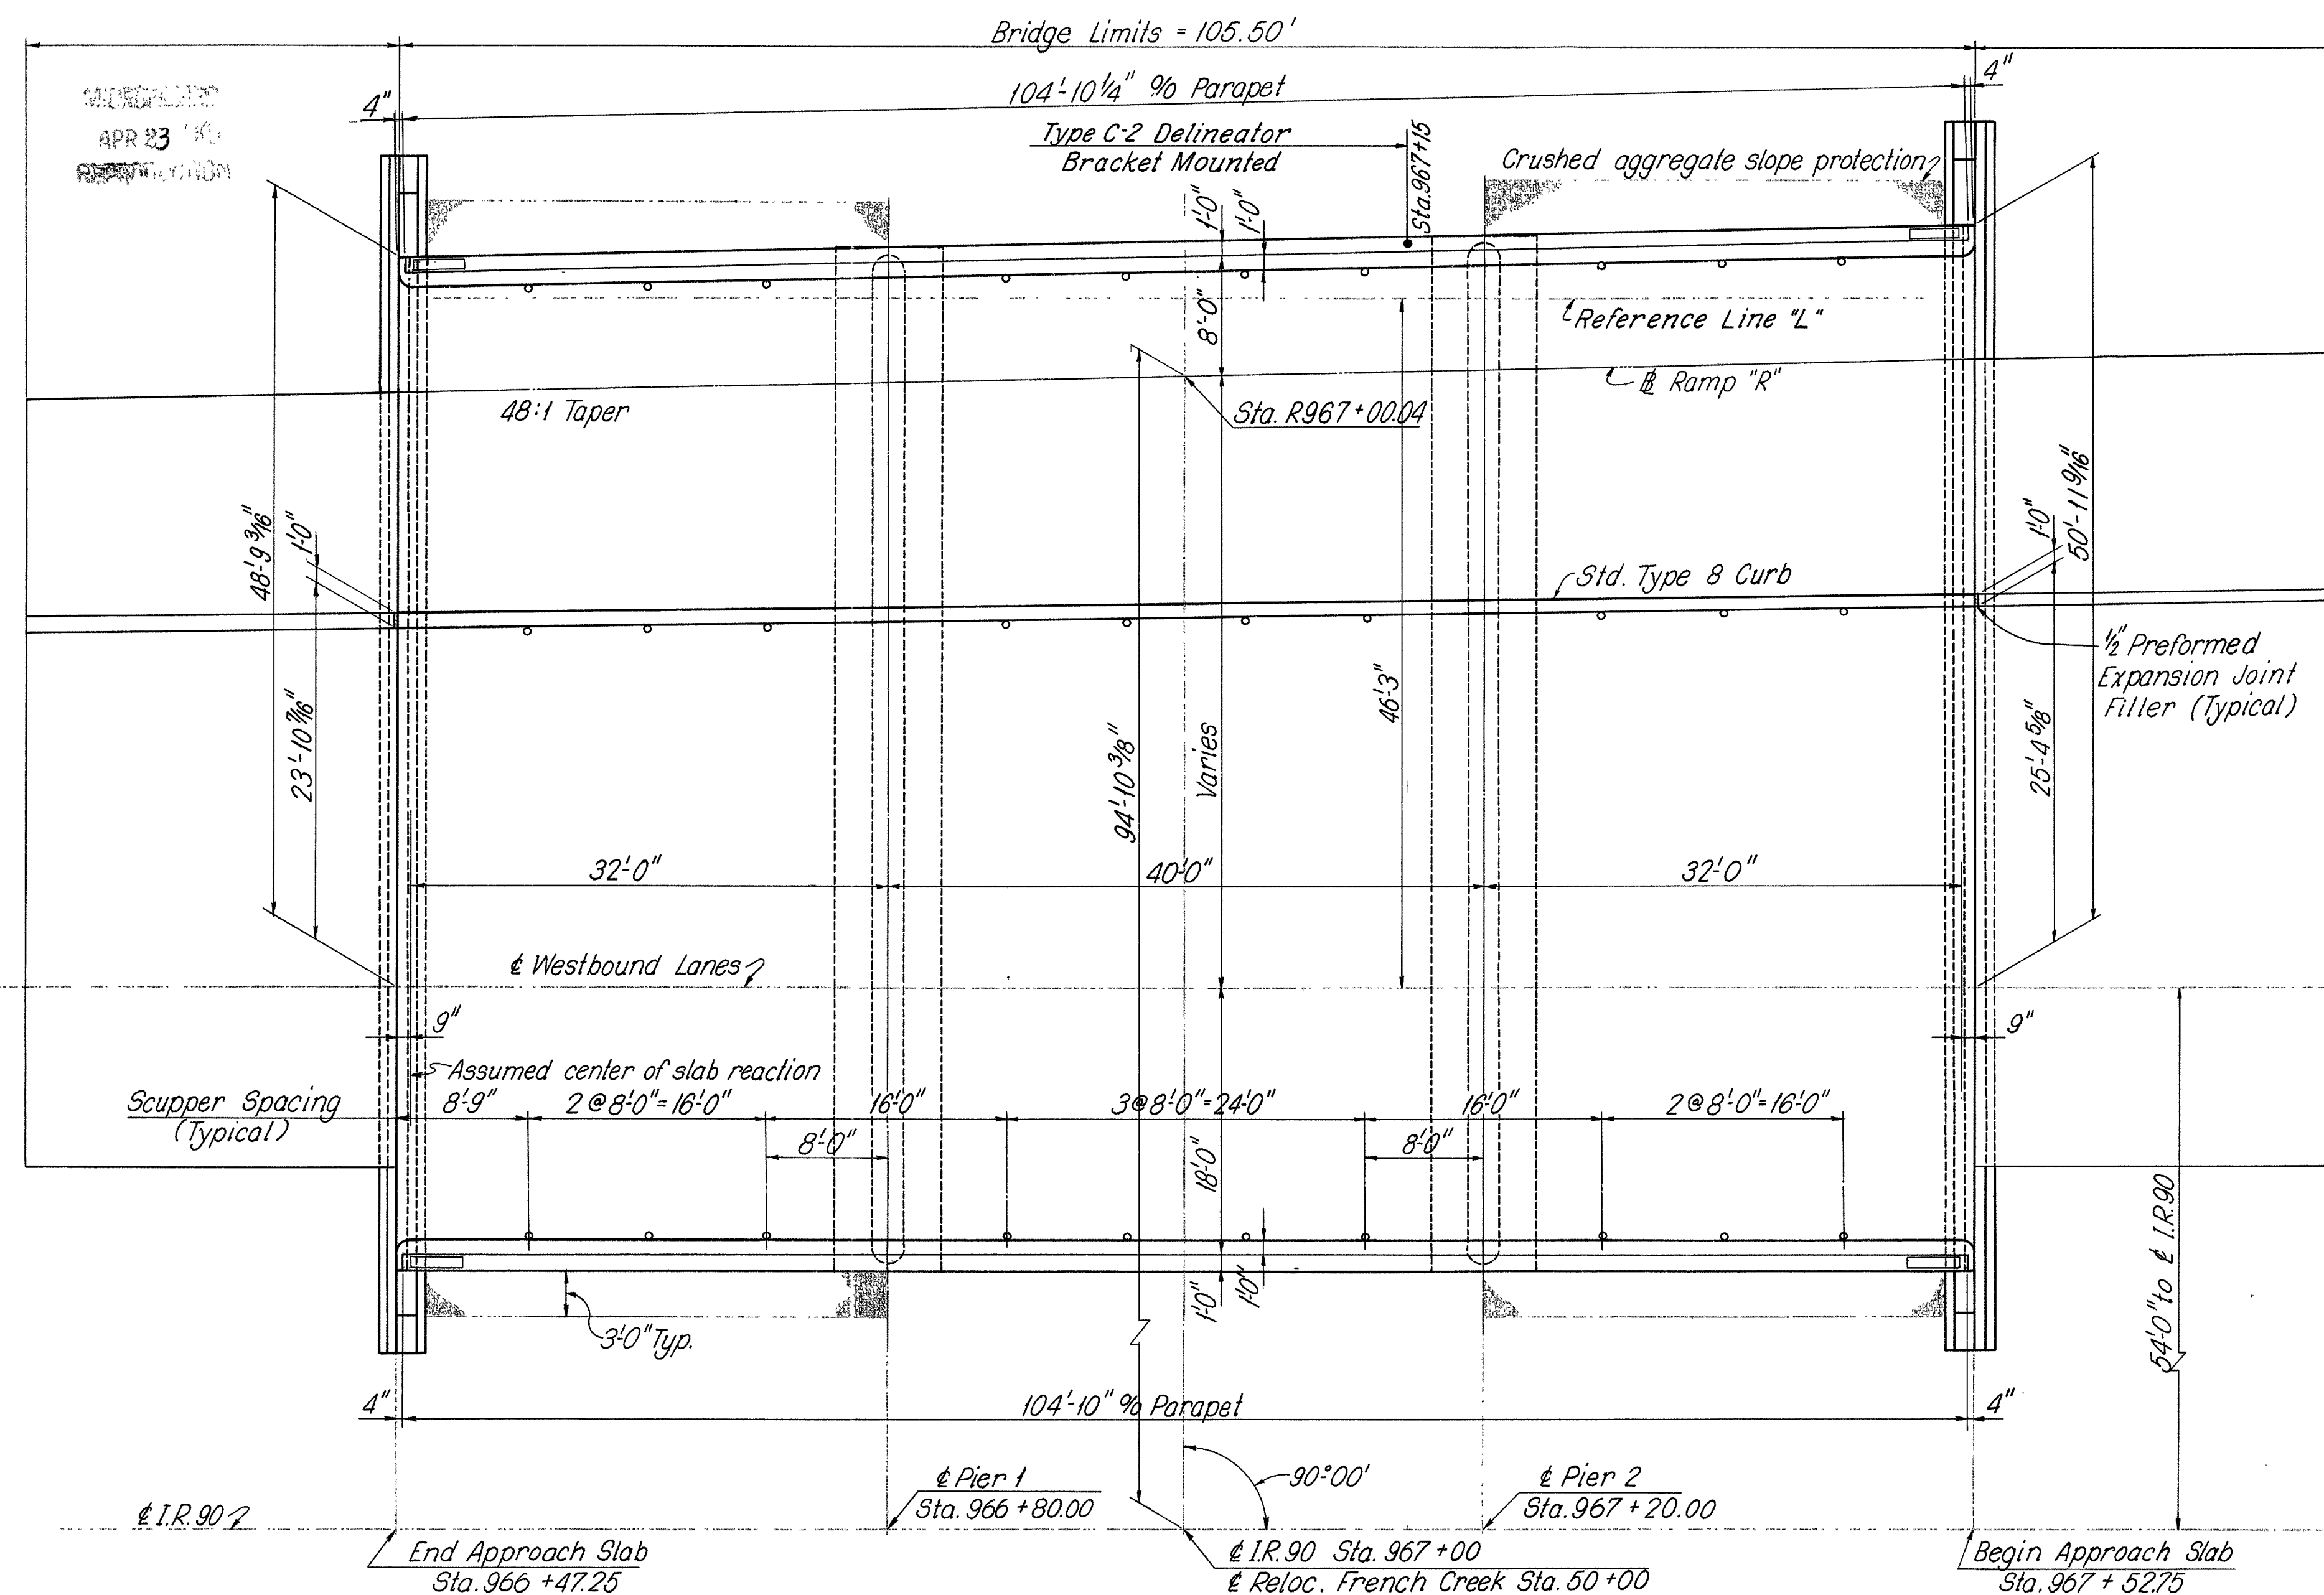 Bridge Limits = 105.50'
104'-10 1/4" % Parapet
4"
4"
APR 23
Type C-2 Delineator
Bracket Mounted
Sta. 967+15
Crushed aggregate slope protection
1'-0"
1'-0"
8'-0"
Reference Line "L"
℄ Ramp "R"
48:1 Taper
Sta. R967+00.04
48'-9 3/16"
1'-0"
23'-10 7/16"
1'-0"
50'-11 9/16"
25'-4 5/8"
Std. Type 8 Curb
1/2" Preformed
Expansion Joint
Filler (Typical)
46'-3"
94'-10 3/8"
Varies
32'-0"
40'-0"
32'-0"
℄ Westbound Lanes
9"
9"
Assumed center of slab reaction
Scupper Spacing
(Typical)
8'-9"
2@8'-0"=16'-0"
16'-0"
3@8'-0"=24'-0"
16'-0"
2@8'-0"=16'-0"
8'-0"
8'-0"
18'-0"
1'-0"
1'-0"
3'-0" Typ.
54'-0" to ℄ I.R.90
4"
104'-10" % Parapet
4"
90°00'
℄ Pier 1
Sta. 966+80.00
℄ Pier 2
Sta. 967+20.00
℄ I.R.90
End Approach Slab
Sta. 966+47.25
℄ I.R.90 Sta. 967+00
℄ Reloc. French Creek Sta. 50+00
Begin Approach Slab
Sta. 967+52.75